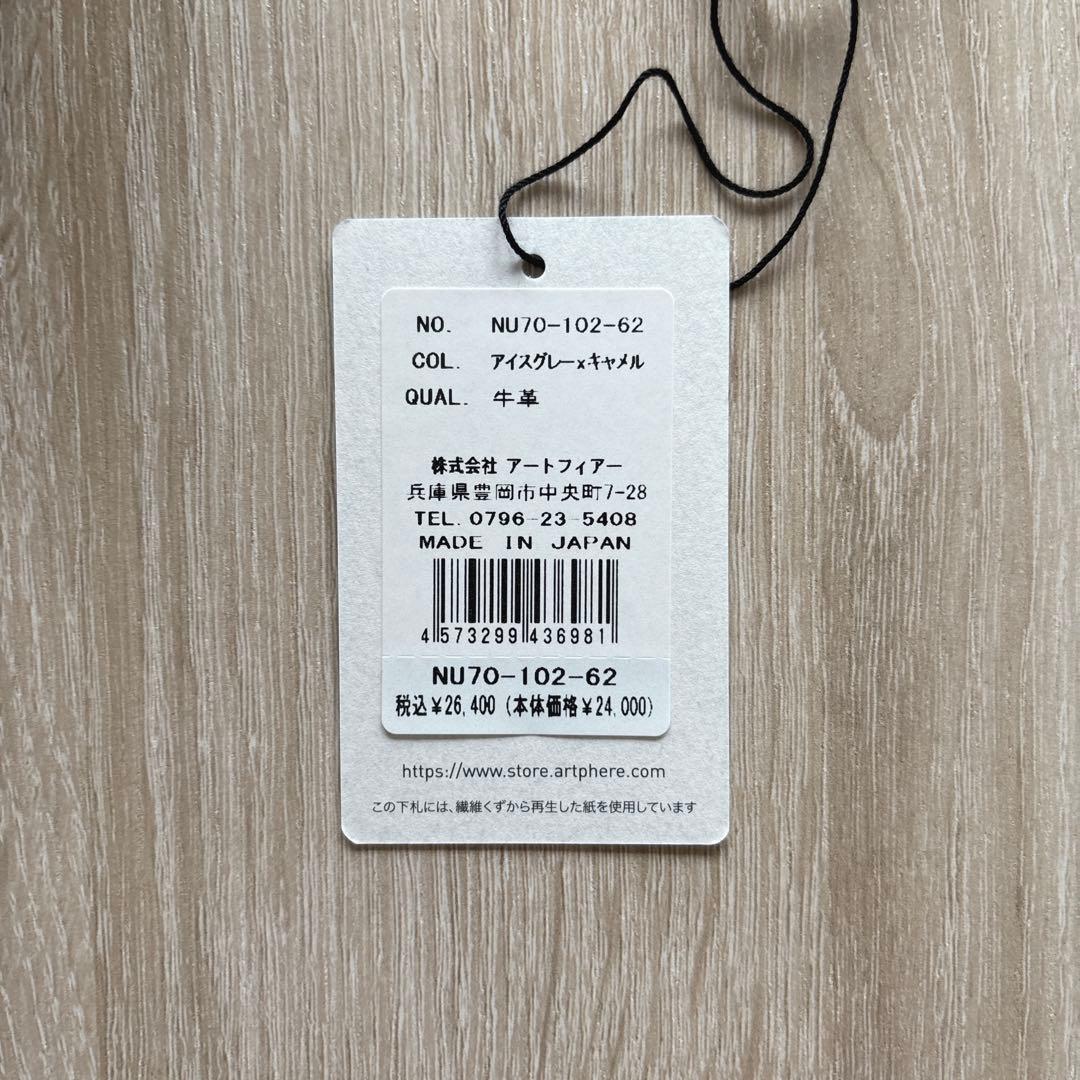 NO. NU70-102-62
COL. アイスグレー×キャメル
QUAL. 牛革
株式会社 アートフィアー
兵庫県豊岡市中央町7-28
TEL. 0796-23-5408
MADE IN JAPAN
4 573299 436981
NU70-102-62
税込¥26,400(本体価格¥24,000)
https://www.store.artphere.com
この下札には、繊維くずから再生した紙を使用しています